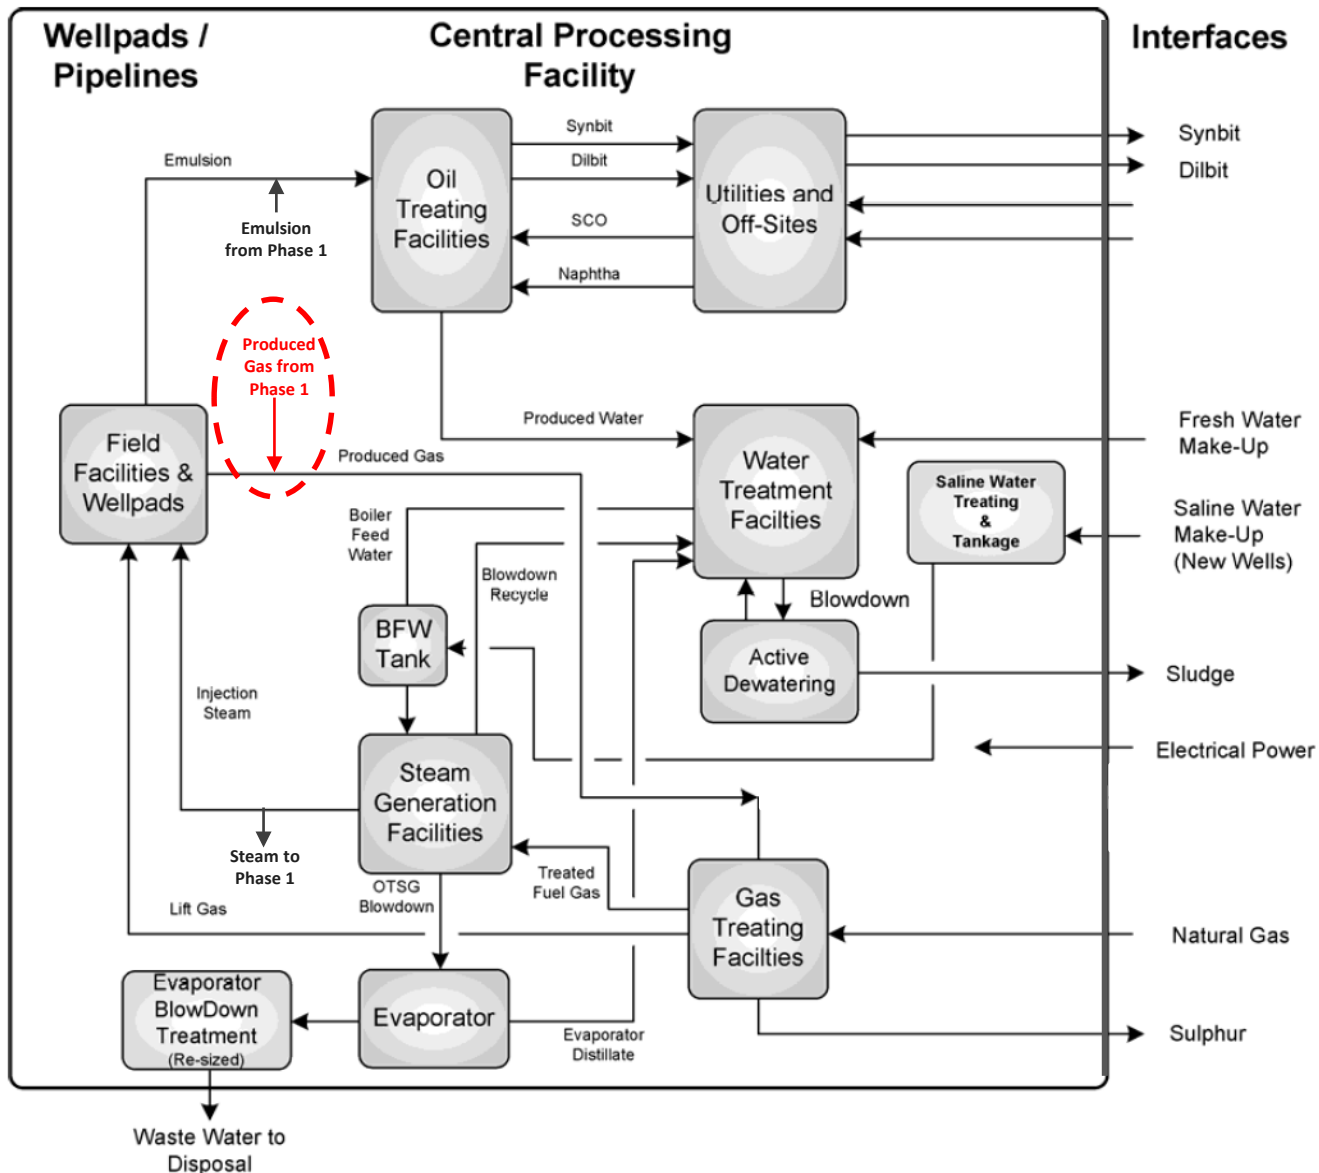 Wellpads /
Pipelines
Central Processing
Facility
Interfaces
Synbit
Dilbit
SCO
Naphtha
Emulsion
Emulsion
from Phase 1
Oil
Treating
Facilities
Utilities and
Off-Sites
Synbit
Dilbit
Produced
Gas from
Phase 1
Field
Facilities &
Wellpads
Produced Gas
Produced Water
Water
Treatment
Facilties
Fresh Water
Make-Up
Saline Water
Treating
&
Tankage
Saline Water
Make-Up
(New Wells)
Boiler
Feed
Water
Blowdown
Recycle
Blowdown
BFW
Tank
Active
Dewatering
Sludge
Injection
Steam
Electrical Power
Steam
Generation
Facilities
Steam to
Phase 1
OTSG
Blowdown
Treated
Fuel Gas
Lift Gas
Gas
Treating
Facilties
Natural Gas
Evaporator
BlowDown
Treatment
(Re-sized)
Evaporator
Evaporator
Distillate
Sulphur
Waste Water to
Disposal